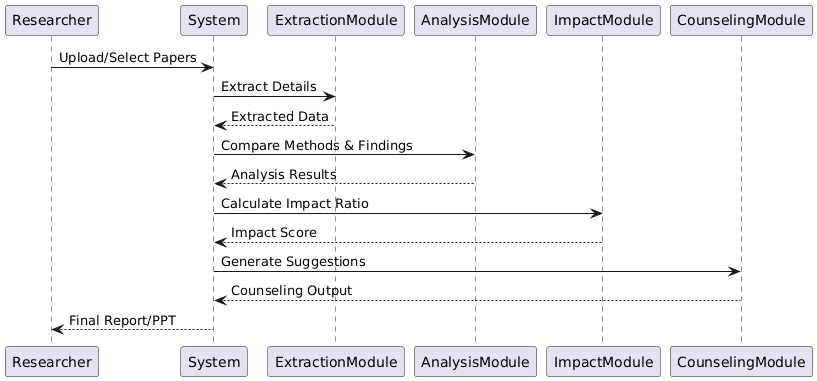 Researcher System ExtractionModule AnalysisModule ImpactModule CounselingModule
Upload/Select Papers
Extract Details
Extracted Data
Compare Methods & Findings
Analysis Results
Calculate Impact Ratio
Impact Score
Generate Suggestions
Counseling Output
Final Report/PPT
Researcher System ExtractionModule AnalysisModule ImpactModule CounselingModule